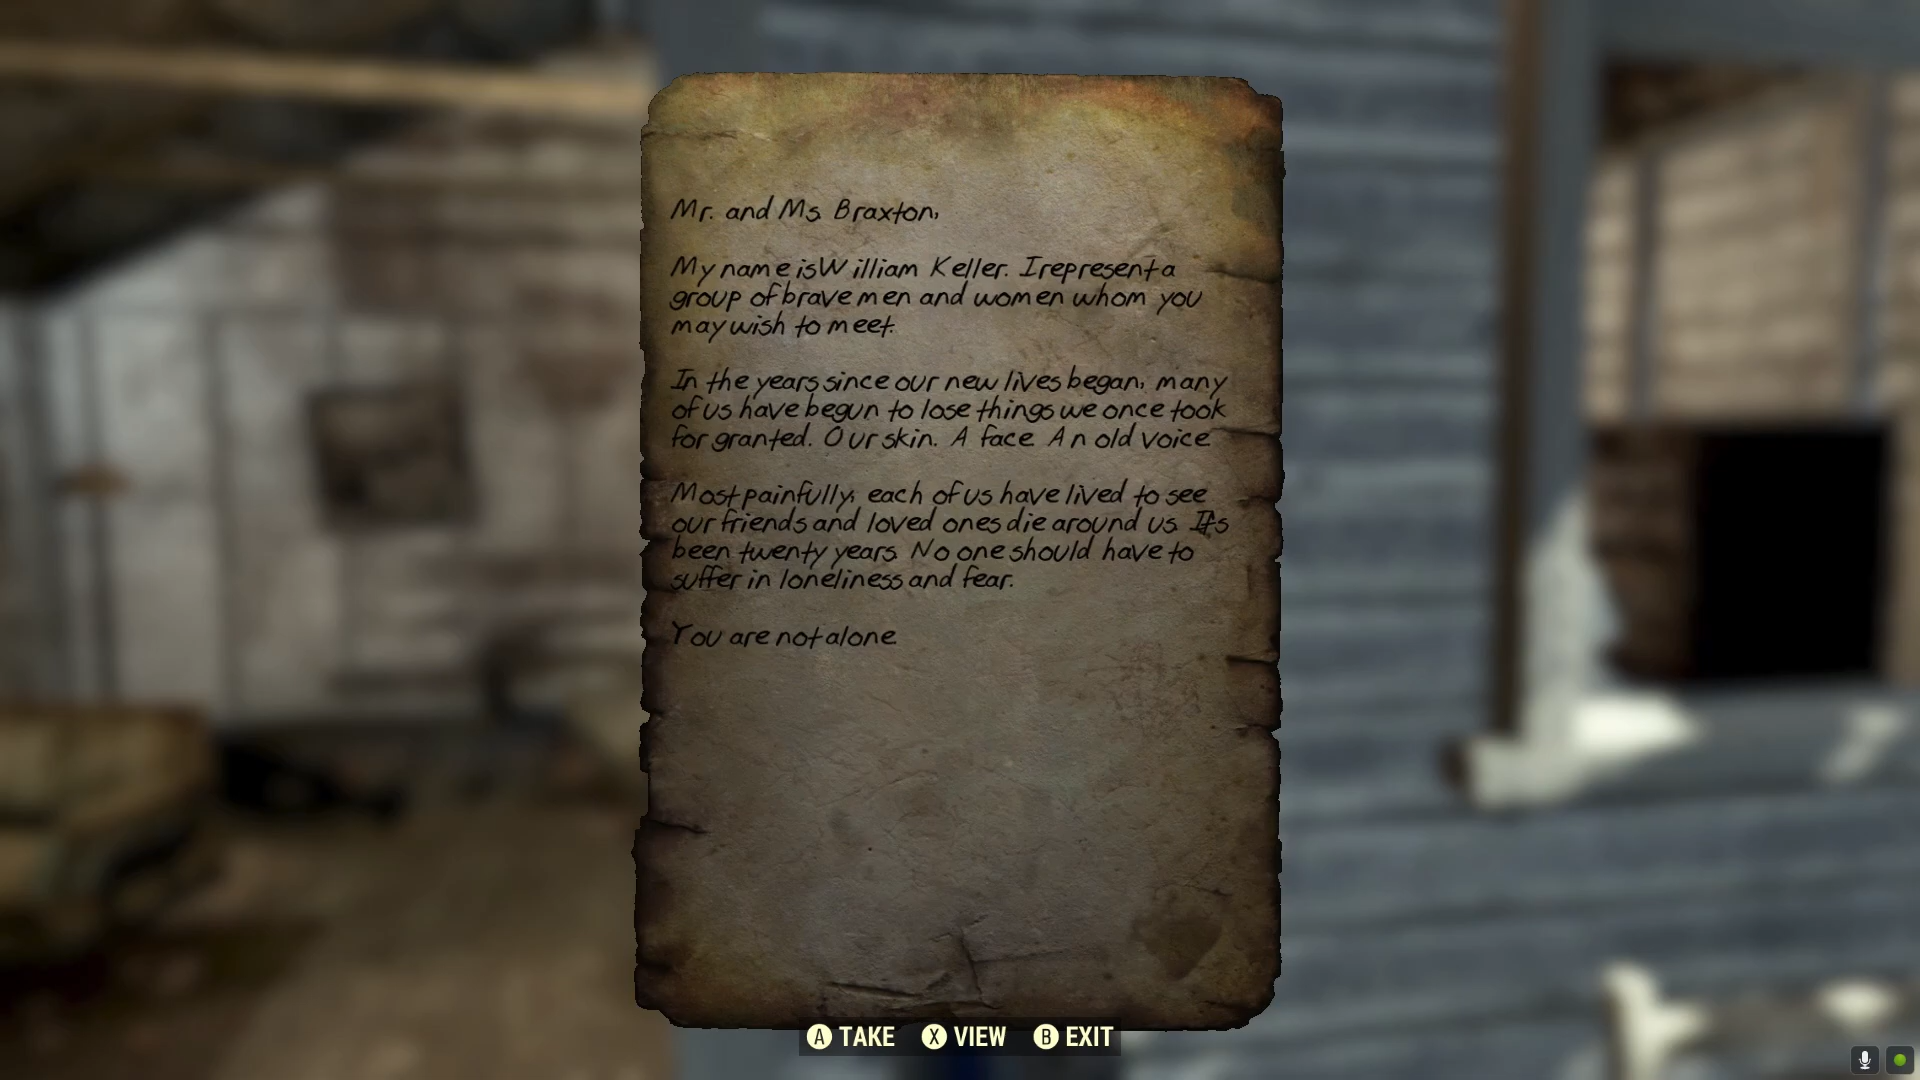 Mr. and Ms. Braxton,
My name is William Keller. I represent a
group of brave men and women whom you
may wish to meet.
In the years since our new lives began, many
of us have begun to lose things we once took
for granted. Our skin. A face. An old voice.
Most painfully, each of us have lived to see
our friends and loved ones die around us. It's
been twenty years. No one should have to
suffer in loneliness and fear.
You are not alone.
A TAKE X VIEW B EXIT